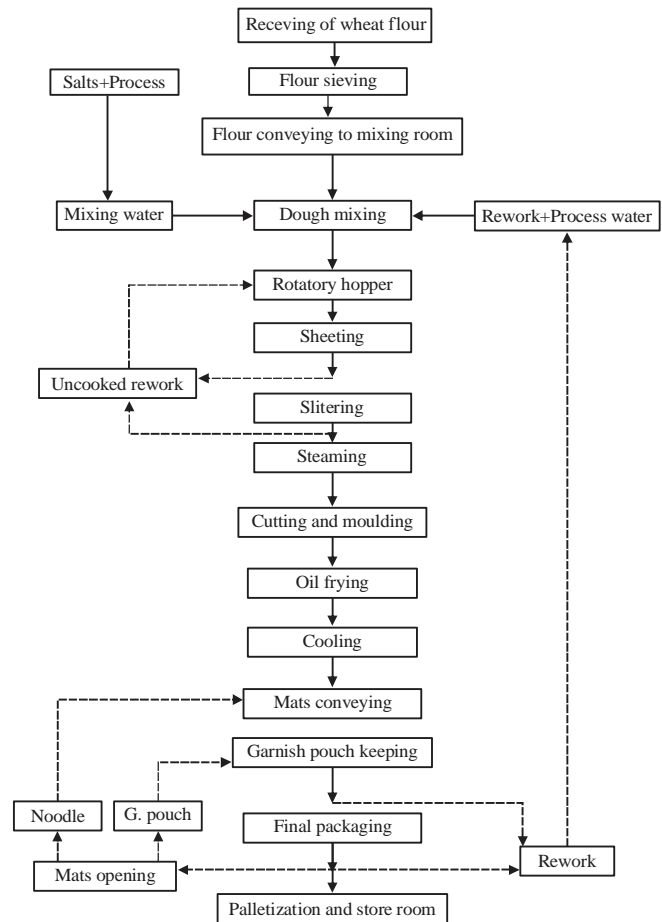 Receving of wheat flour
Flour sieving
Salts+Process
Flour conveying to mixing room
Mixing water
Dough mixing
Rework+Process water
Rotatory hopper
Sheeting
Uncooked rework
Slitering
Steaming
Cutting and moulding
Oil frying
Cooling
Mats conveying
Garnish pouch keeping
Noodle
G. pouch
Final packaging
Mats opening
Rework
Palletization and store room